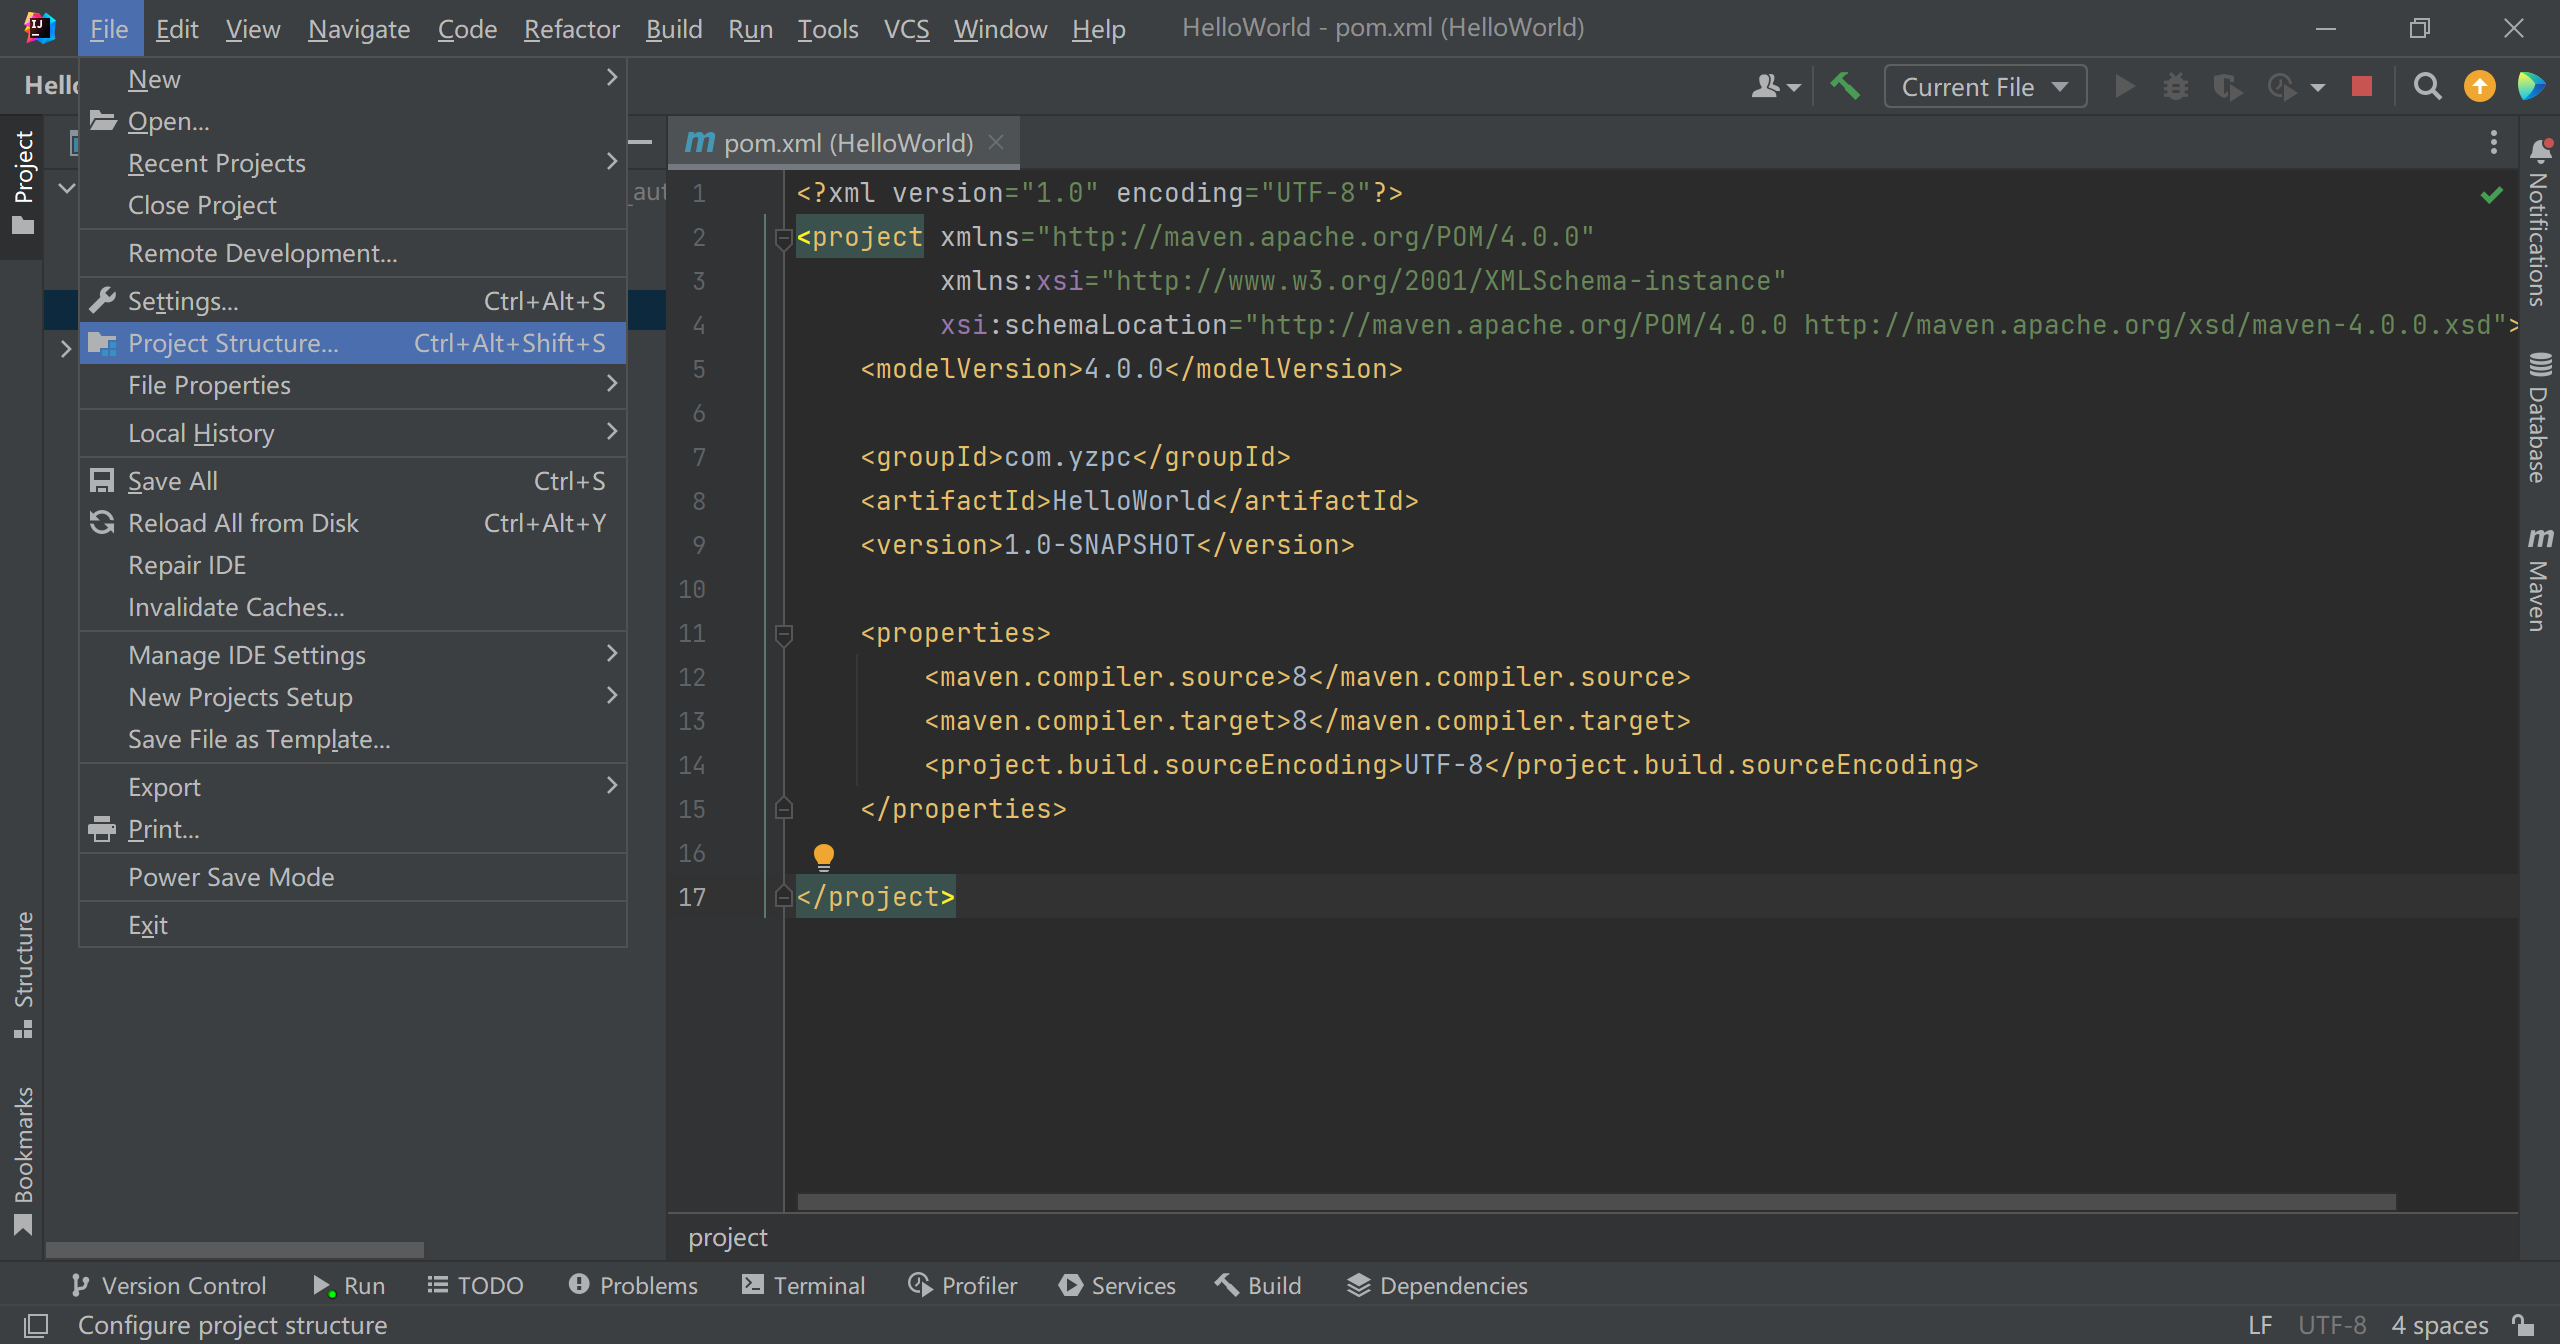 File Edit View Navigate Code Refactor Build Run Tools VCS Window Help HelloWorld - pom.xml (HelloWorld)
Hello
Current File
Project
New
Open...
Recent Projects
Close Project
Remote Development...
Settings... Ctrl+Alt+S
Project Structure... Ctrl+Alt+Shift+S
File Properties
Local History
Save All Ctrl+S
Reload All from Disk Ctrl+Alt+Y
Repair IDE
Invalidate Caches...
Manage IDE Settings
New Projects Setup
Save File as Template...
Export
Print...
Power Save Mode
Exit
Structure
Bookmarks
_aut
m pom.xml (HelloWorld)
1 <?xml version="1.0" encoding="UTF-8"?>
2 <project xmlns="http://maven.apache.org/POM/4.0.0"
3 xmlns:xsi="http://www.w3.org/2001/XMLSchema-instance"
4 xsi:schemaLocation="http://maven.apache.org/POM/4.0.0 http://maven.apache.org/xsd/maven-4.0.0.xsd">
5 <modelVersion>4.0.0</modelVersion>
6
7 <groupId>com.yzpc</groupId>
8 <artifactId>HelloWorld</artifactId>
9 <version>1.0-SNAPSHOT</version>
10
11 <properties>
12 <maven.compiler.source>8</maven.compiler.source>
13 <maven.compiler.target>8</maven.compiler.target>
14 <project.build.sourceEncoding>UTF-8</project.build.sourceEncoding>
15 </properties>
16
17 </project>
project
Notifications
Database
m Maven
Version Control Run TODO Problems Terminal Profiler Services Build Dependencies
Configure project structure LF UTF-8 4 spaces